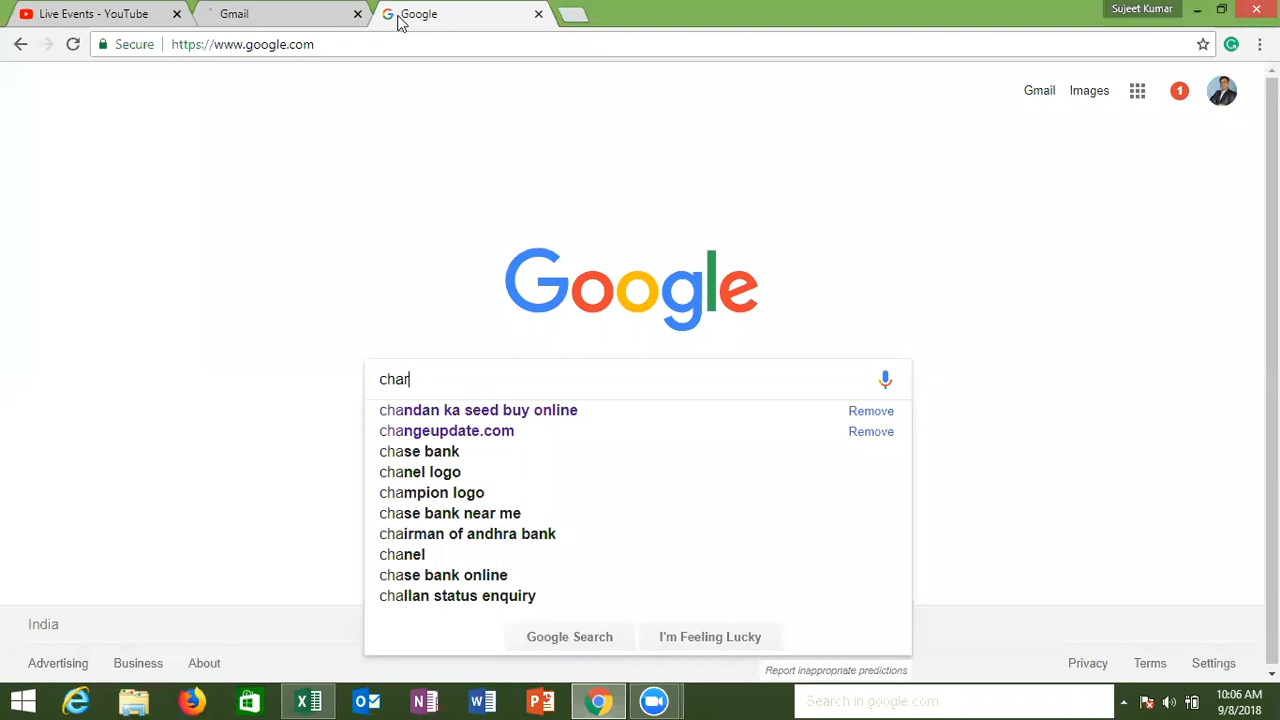 Live Events - YouTube
Gmail
Google
Sujeet Kumar
Secure
https://www.google.com
Gmail
Images
1
Google
char
chandan ka seed buy online
Remove
changeupdate.com
Remove
chase bank
chanel logo
champion logo
chase bank near me
chairman of andhra bank
chanel
chase bank online
challan status enquiry
Google Search
I'm Feeling Lucky
India
Report inappropriate predictions
Advertising
Business
About
Privacy
Terms
Settings
Search in google.com
10:06 AM
9/8/2018